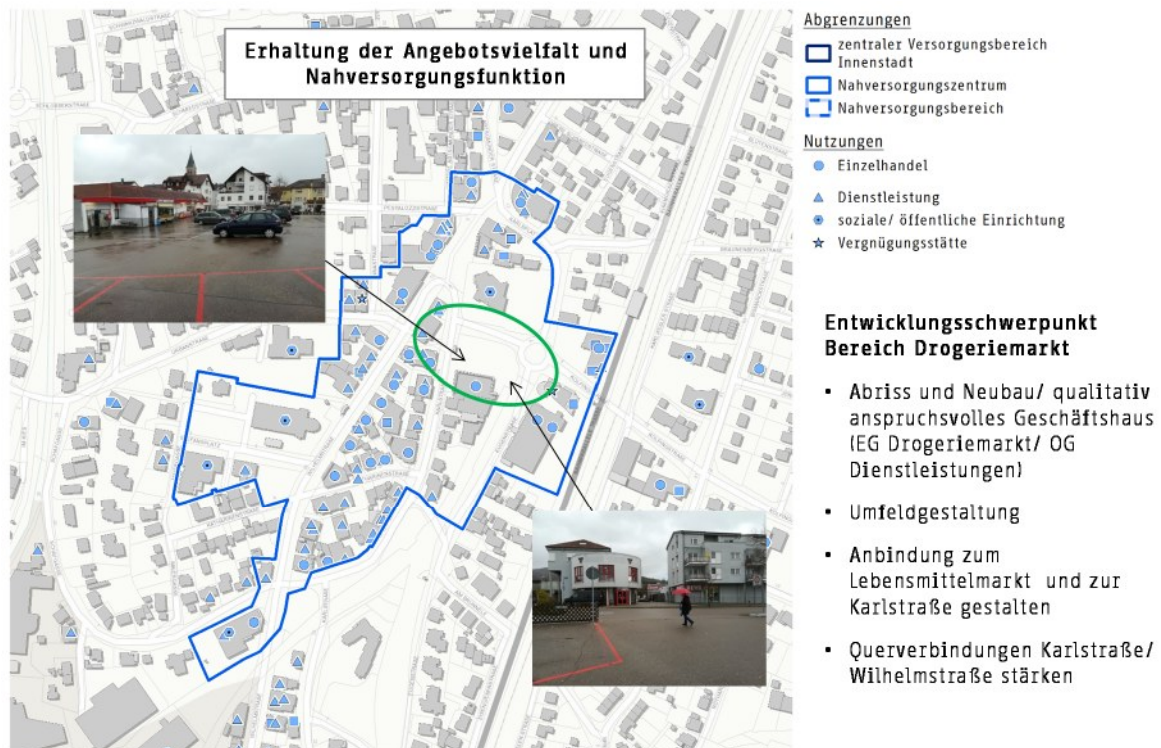 Erhaltung der Angebotsvielfalt und
Nahversorgungsfunktion
Abgrenzungen
zentraler Versorgungsbereich
Innenstadt
Nahversorgungszentrum
Nahversorgungsbereich
Nutzungen
Einzelhandel
Dienstleistung
soziale/ öffentliche Einrichtung
Vergnügungsstätte
Entwicklungsschwerpunkt
Bereich Drogeriemarkt
• Abriss und Neubau/ qualitativ
anspruchsvolles Geschäftshaus
(EG Drogeriemarkt/ OG
Dienstleistungen)
• Umfeldgestaltung
• Anbindung zum
Lebensmittelmarkt und zur
Karlstraße gestalten
• Querverbindungen Karlstraße/
Wilhelmstraße stärken